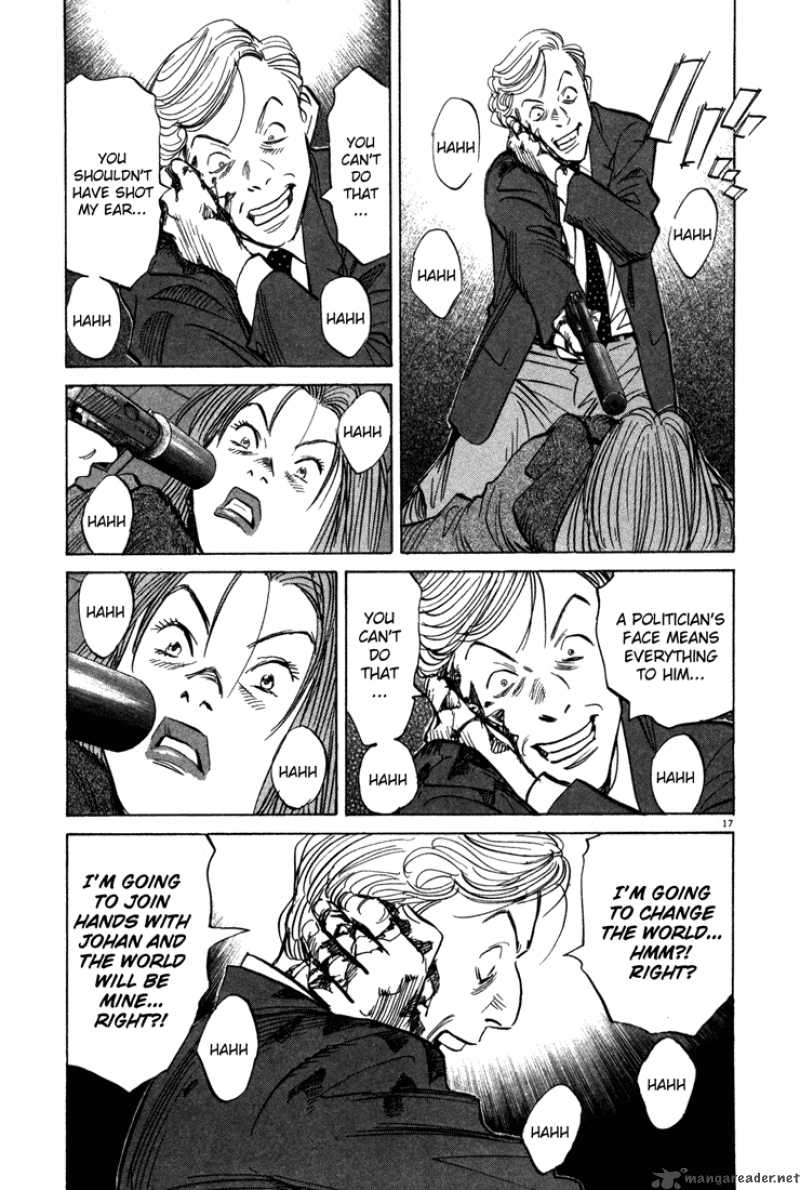 HAHH
HAHH
HAHH
YOU
CAN'T
DO
THAT
...
YOU
SHOULDN'T
HAVE SHOT
MY EAR...
HAHH
HAHH
HAHH
HAHH
A POLITICIAN'S
FACE MEANS
EVERYTHING
TO HIM...
YOU
CAN'T
DO
THAT
...
HAHH
HAHH
HAHH
HAHH
17
I'M GOING
TO CHANGE
THE WORLD...
HMM?!
RIGHT?
I'M GOING
TO JOIN
HANDS WITH
JOHAN AND
THE WORLD
WILL BE
MINE...
RIGHT?!
HAHH
HAHH
HAHH
mangareader.net